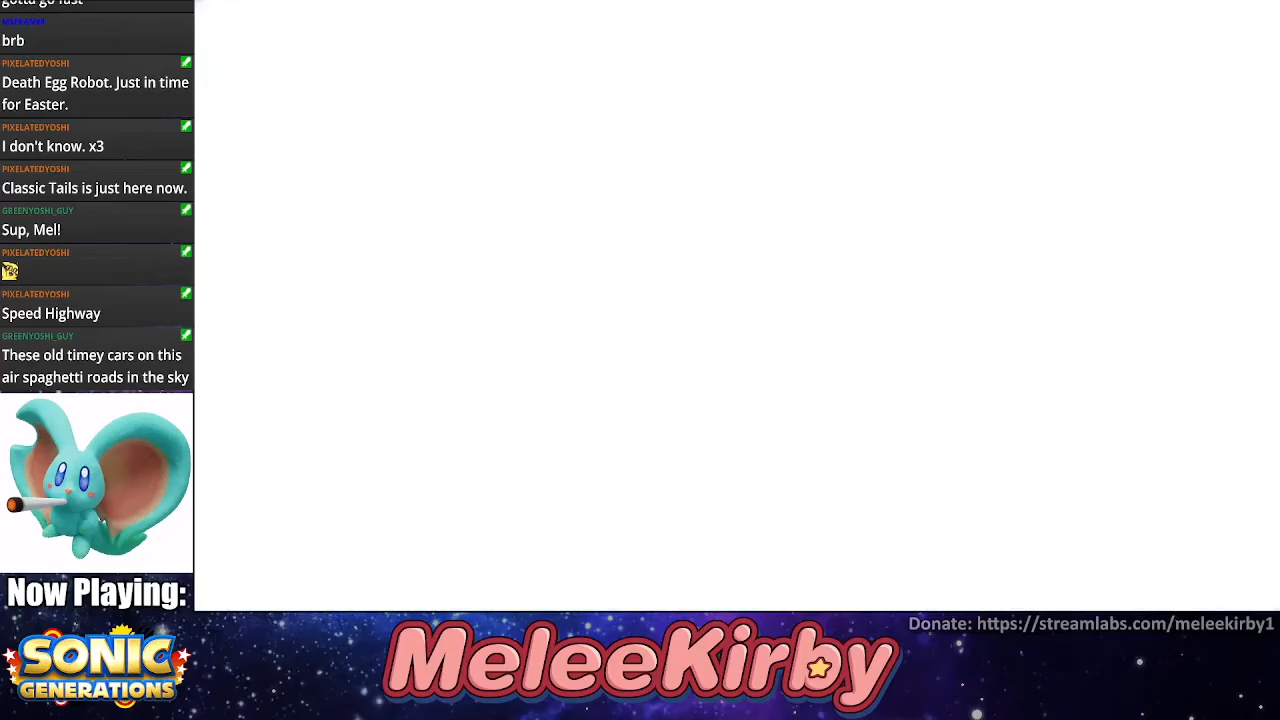 gotta go fast
brb
PIXELATEDYOSHI
Death Egg Robot. Just in time
for Easter.
PIXELATEDYOSHI
I don't know. x3
PIXELATEDYOSHI
Classic Tails is just here now.
GREENYOSHI_GUY
Sup, Mel!
PIXELATEDYOSHI
PIXELATEDYOSHI
Speed Highway
GREENYOSHI_GUY
These old timey cars on this
air spaghetti roads in the sky
Now Playing:
SONIC
GENERATIONS
MeleeKirby
Donate: https://streamlabs.com/meleekirby1